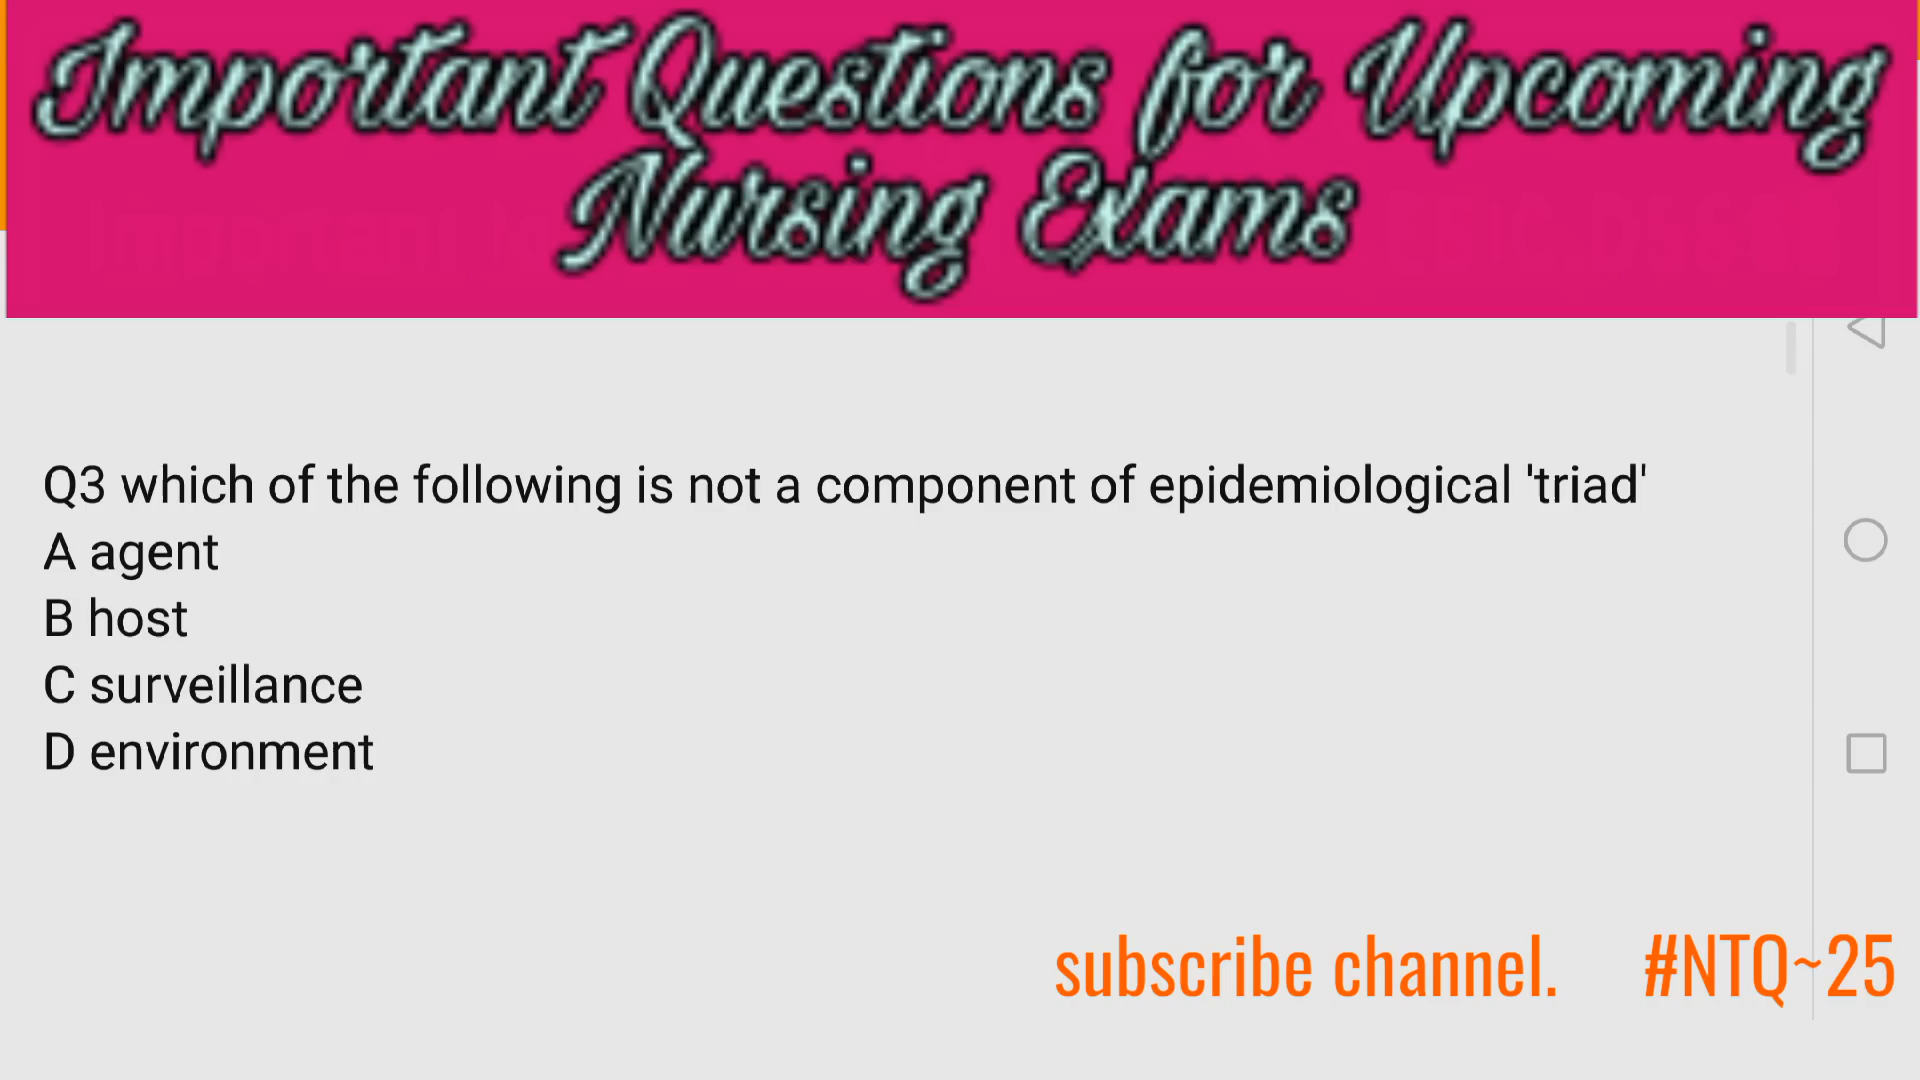 Important Questions for Upcoming
Nursing Exams
Q3 which of the following is not a component of epidemiological 'triad'
A agent
B host
C surveillance
D environment
subscribe channel. #NTQ~25